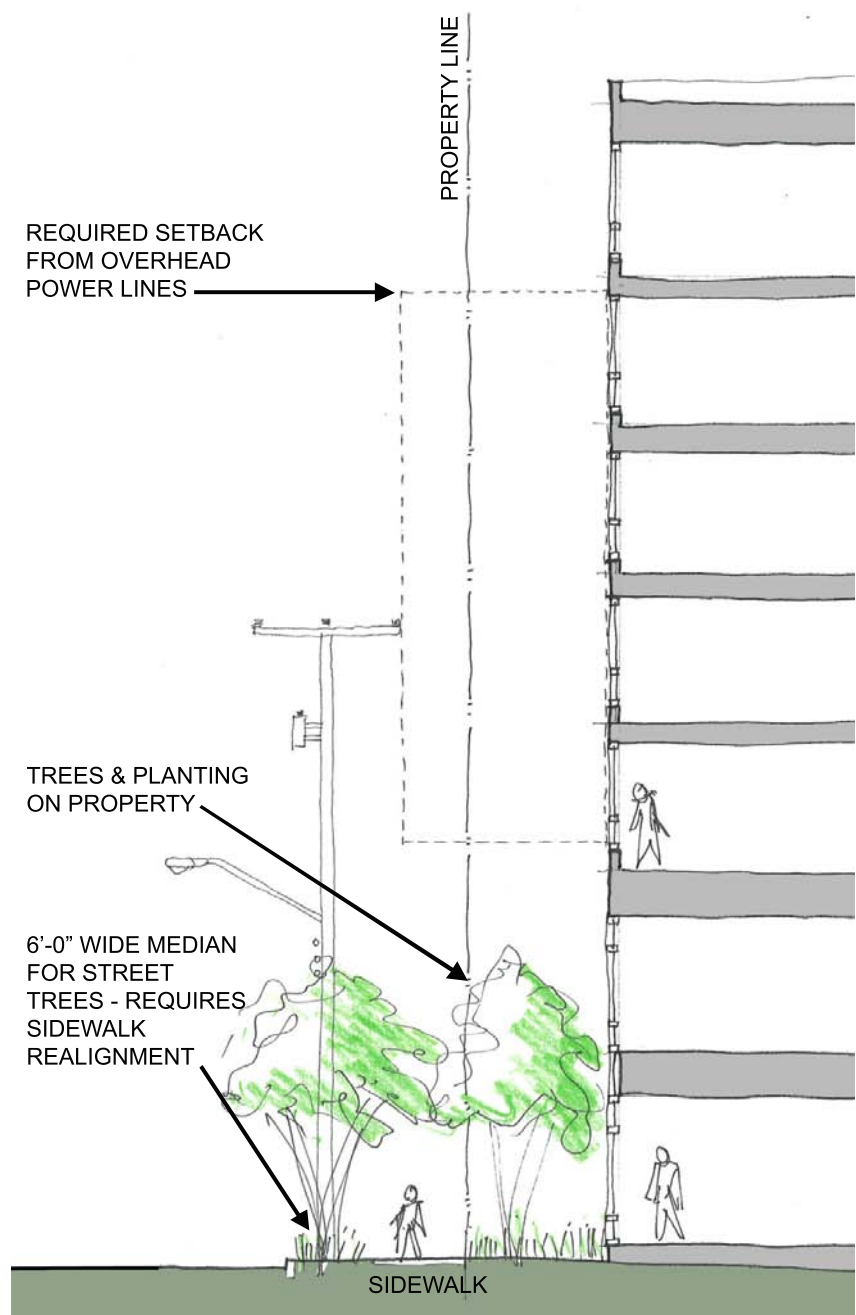 PROPERTY LINE
REQUIRED SETBACK
FROM OVERHEAD
POWER LINES
TREES & PLANTING
ON PROPERTY
6’-0” WIDE MEDIAN
FOR STREET
TREES - REQUIRES
SIDEWALK
REALIGNMENT
SIDEWALK